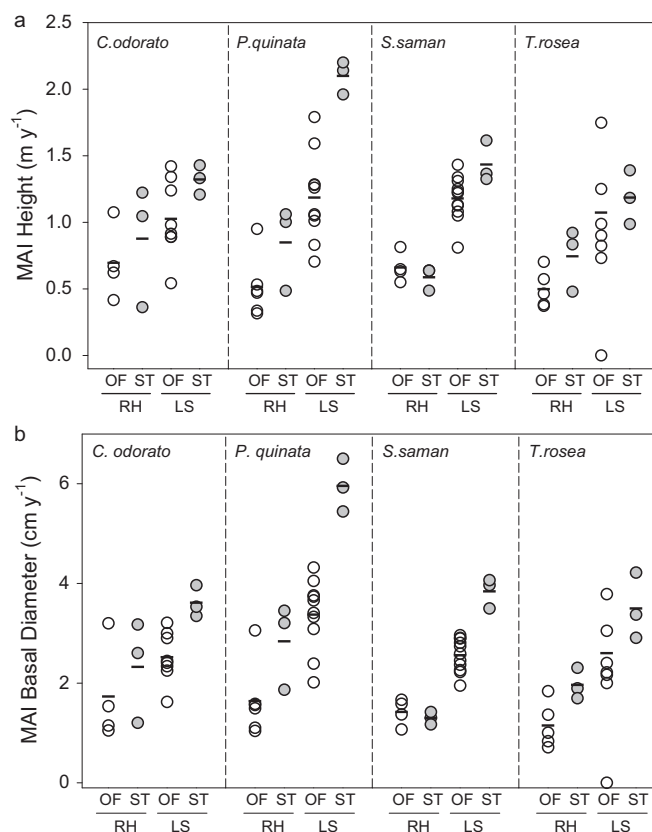 a
C.odorato P.quinata S.saman T.rosea
MAI Height (m y⁻¹)
2.5
2.0
1.5
1.0
0.5
0.0
OF ST OF ST OF ST OF ST OF ST OF ST OF ST OF ST
RH LS RH LS RH LS RH LS
b
C. odorato P. quinata S.saman T.rosea
MAI Basal Diameter (cm y⁻¹)
6
4
2
0
OF ST OF ST OF ST OF ST OF ST OF ST OF ST OF ST
RH LS RH LS RH LS RH LS